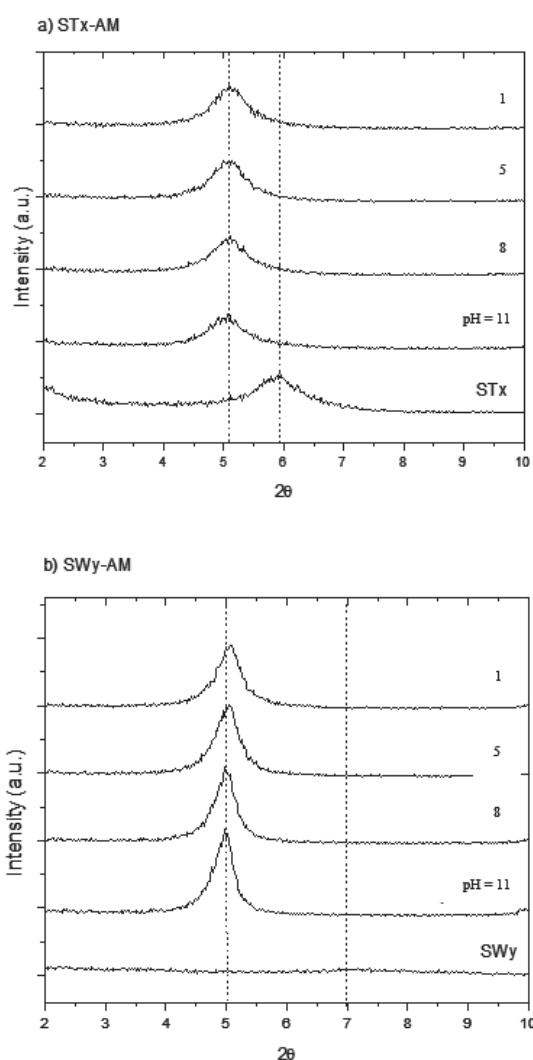 a) STx-AM
1
5
8
pH = 11
STx
Intensity (a.u.)
2 3 4 5 6 7 8 9 10
2θ
b) SWy-AM
1
5
8
pH = 11
SWy
Intensity (a.u.)
2 3 4 5 6 7 8 9 10
2θ